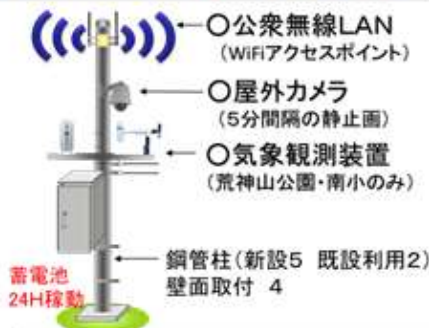 〇公衆無線LAN
(WiFiアクセスポイント)
〇屋外カメラ
(5分間隔の静止画)
〇気象観測装置
(荒神山公園・南小のみ)
鋼管柱(新設5 既設利用2)
壁面取付 4
蓄電池
24H稼動